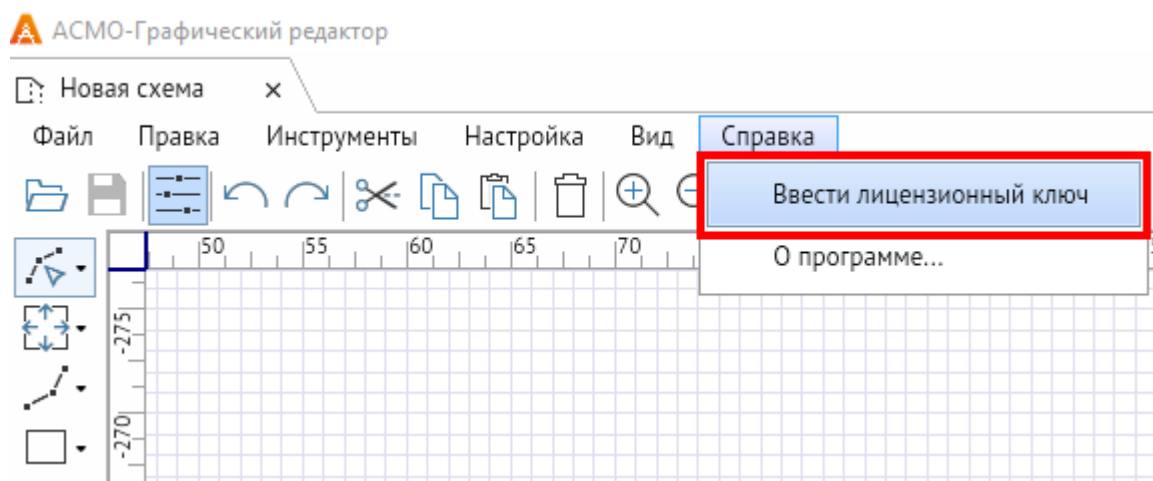 АСМО-Графический редактор
Новая схема
Файл Правка Инструменты Настройка Вид Справка
Ввести лицензионный ключ
О программе...
50 55 60 65 70
-275
-270